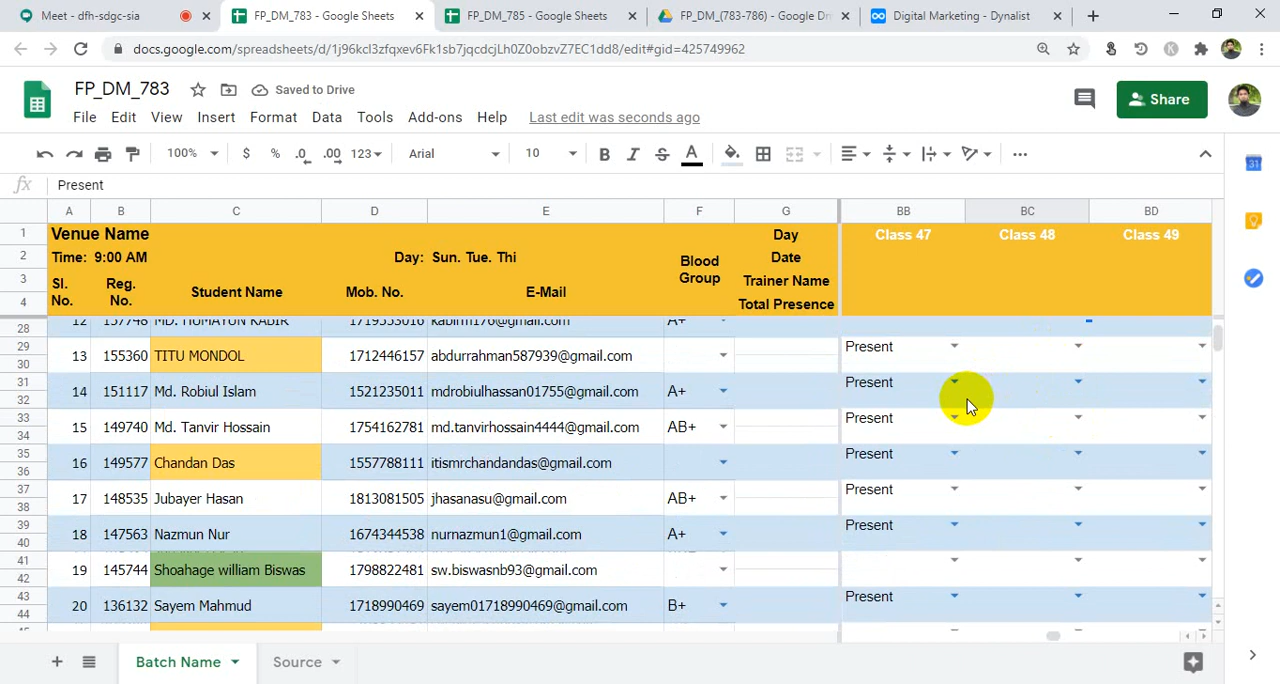 Meet - dfh-sdgc-sia
FP_DM_783 - Google Sheets
FP_DM_785 - Google Sheets
FP_DM_(783-786) - Google Dri
Digital Marketing - Dynalist
docs.google.com/spreadsheets/d/1j96kcl3zfqxev6Fk1sb7jqcdcjLh0Z0obzvZ7EC1dd8/edit#gid=425749962
FP_DM_783
Saved to Drive
Share
File Edit View Insert Format Data Tools Add-ons Help Last edit was seconds ago
100% $ % .0 .00 123 Arial 10 B I S A
fx Present
A B C D E F G BB BC BD
1 Venue Name Day Class 47 Class 48 Class 49
2 Time: 9:00 AM Day: Sun. Tue. Thi Blood Group Date
3 Sl. No. Reg. No. Student Name Mob. No. E-Mail Trainer Name
4 Total Presence
28 12 157748 MD. HUMAYUN KABIR 1719553016 kabirm176@gmail.com A+
29 13 155360 TITU MONDOL 1712446157 abdurrahman587939@gmail.com Present
30
31 14 151117 Md. Robiul Islam 1521235011 mdrobiulhassan01755@gmail.com A+ Present
32
33 15 149740 Md. Tanvir Hossain 1754162781 md.tanvirhossain4444@gmail.com AB+ Present
34
35 16 149577 Chandan Das 1557788111 itismrchandandas@gmail.com Present
36
37 17 148535 Jubayer Hasan 1813081505 jhasanasu@gmail.com AB+ Present
38
39 18 147563 Nazmun Nur 1674344538 nurnazmun1@gmail.com A+ Present
40
41 19 145744 Shoahage william Biswas 1798822481 sw.biswasnb93@gmail.com
42
43 20 136132 Sayem Mahmud 1718990469 sayem01718990469@gmail.com B+ Present
44
Batch Name Source
31